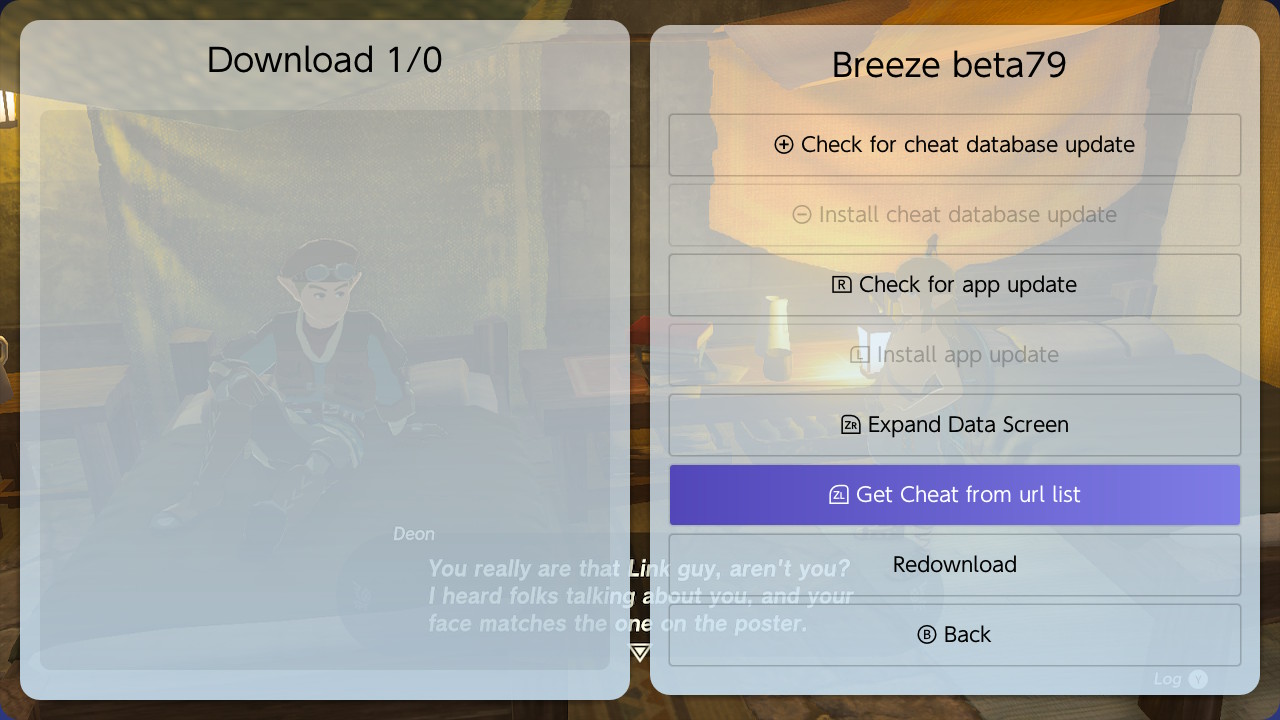 Download 1/0
Breeze beta79
+ Check for cheat database update
− Install cheat database update
R Check for app update
L Install app update
ZR Expand Data Screen
ZL Get Cheat from url list
Redownload
B Back
Deon
You really are that Link guy, aren't you?
I heard folks talking about you, and your
face matches the one on the poster.
Log Y